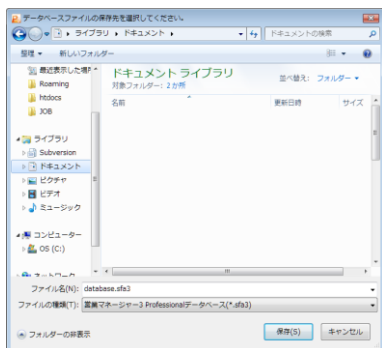 データベースファイルの保存先を選択してください。
ライブラリ ▸ ドキュメント ▸
ドキュメントの検索
整理 ▼ 新しいフォルダー
最近表示した場所
Roaming
htdocs
JOB
ライブラリ
Subversion
ドキュメント
ピクチャ
ビデオ
ミュージック
コンピューター
OS (C:)
ネットワーク
ドキュメント ライブラリ
対象フォルダー: 2か所
並べ替え: フォルダー ▼
名前 更新日時 サイズ
ファイル名(N): database.sfa3
ファイルの種類(T): 営業マネージャー3 Professionalデータベース(*.sfa3)
フォルダーの非表示
保存(S) キャンセル